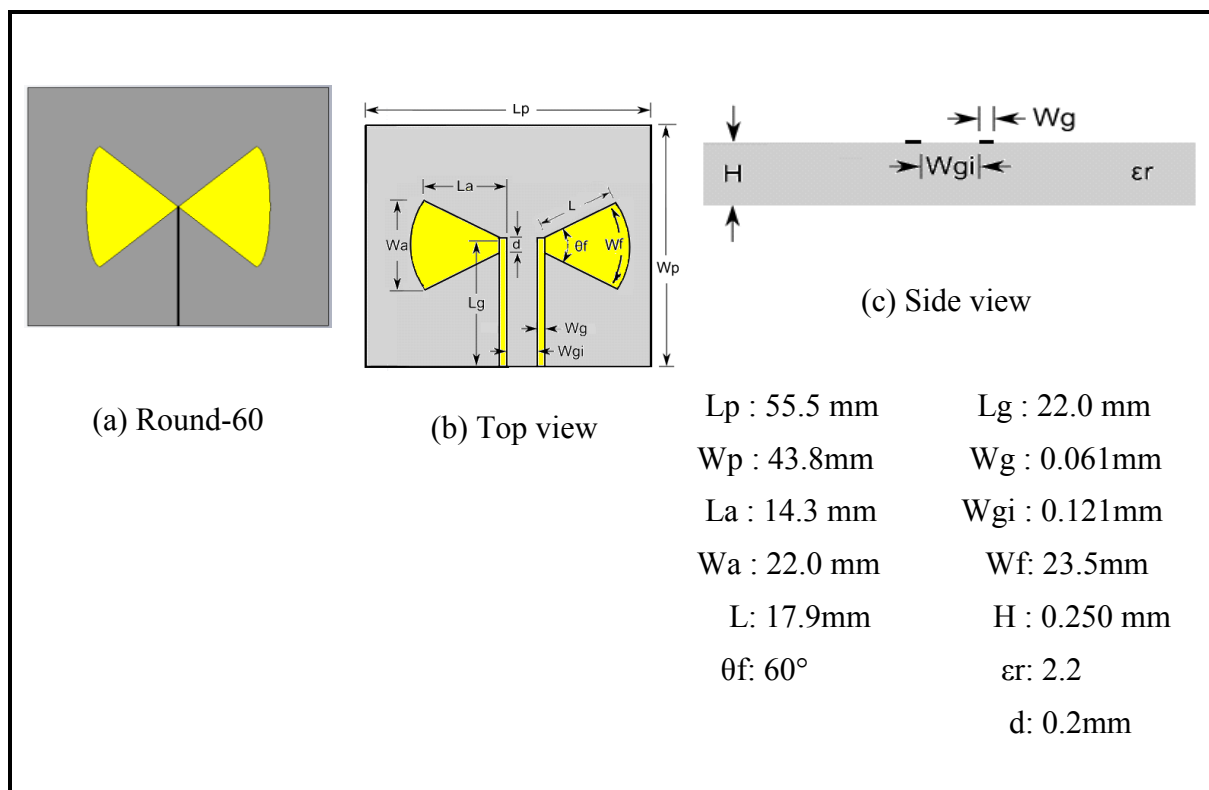 Lp
La
L
Wa
d
θf
Wf
Wp
Lg
Wg
Wgi
Wg
H
Wgi
εr
(a) Round-60
(b) Top view
(c) Side view
Lp : 55.5 mm
Wp : 43.8mm
La : 14.3 mm
Wa : 22.0 mm
L: 17.9mm
θf: 60°
Lg : 22.0 mm
Wg : 0.061mm
Wgi : 0.121mm
Wf: 23.5mm
H : 0.250 mm
εr: 2.2
d: 0.2mm